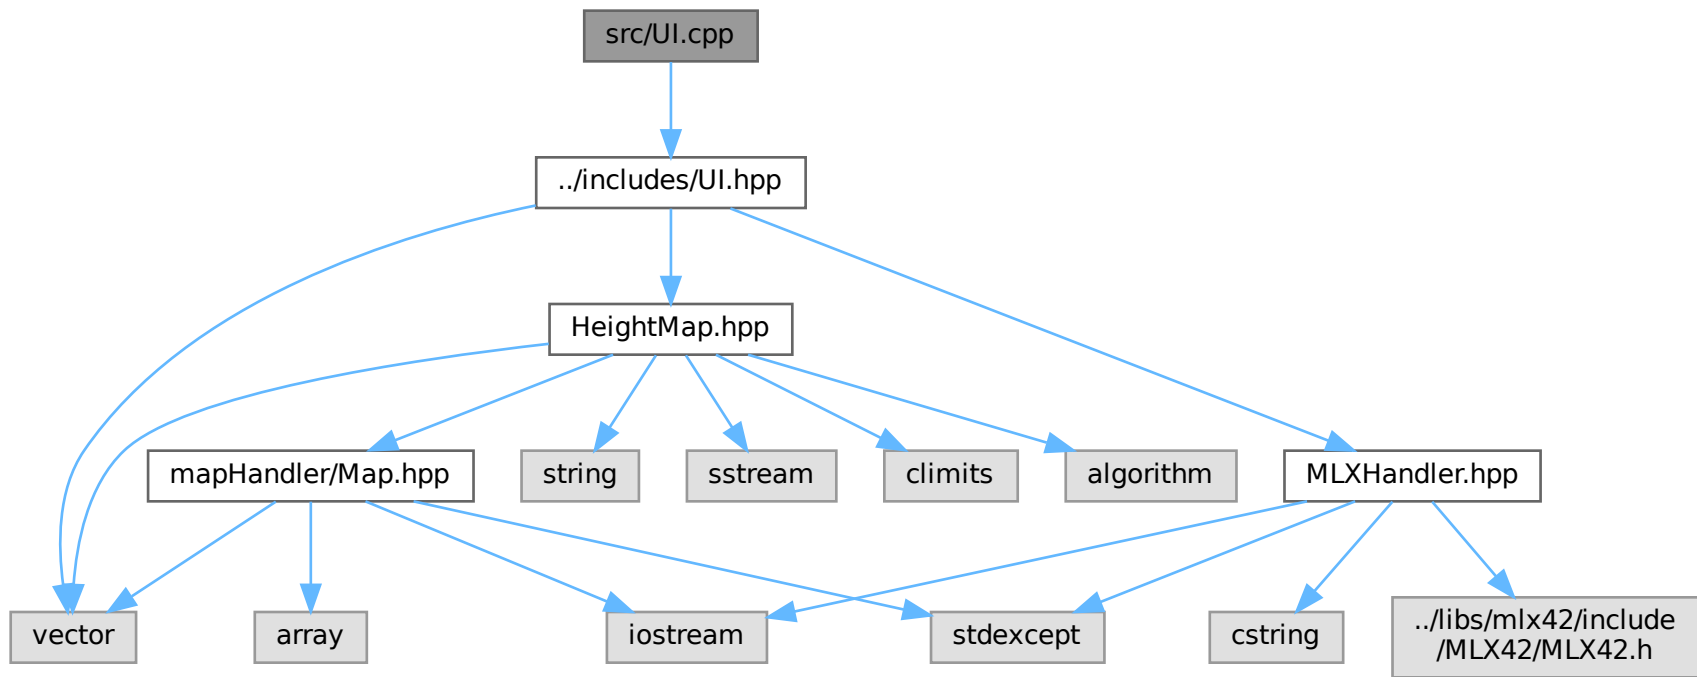 src/UI.cpp
../includes/UI.hpp
HeightMap.hpp
mapHandler/Map.hpp
string
sstream
climits
algorithm
MLXHandler.hpp
vector
array
iostream
stdexcept
cstring
../libs/mlx42/include
/MLX42/MLX42.h